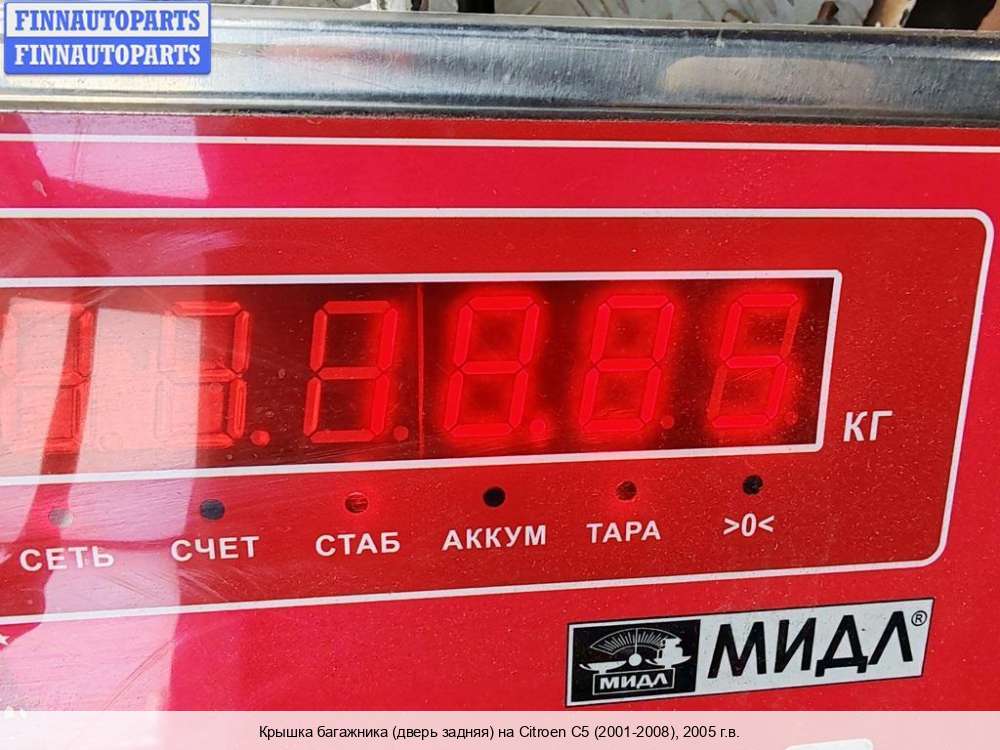 FINNAUTOPARTS
FINNAUTOPARTS
КГ
СЕТЬ СЧЕТ СТАБ АККУМ ТАРА >0<
МИДЛ МИДЛ®
Крышка багажника (дверь задняя) на Citroen C5 (2001-2008), 2005 г.в.